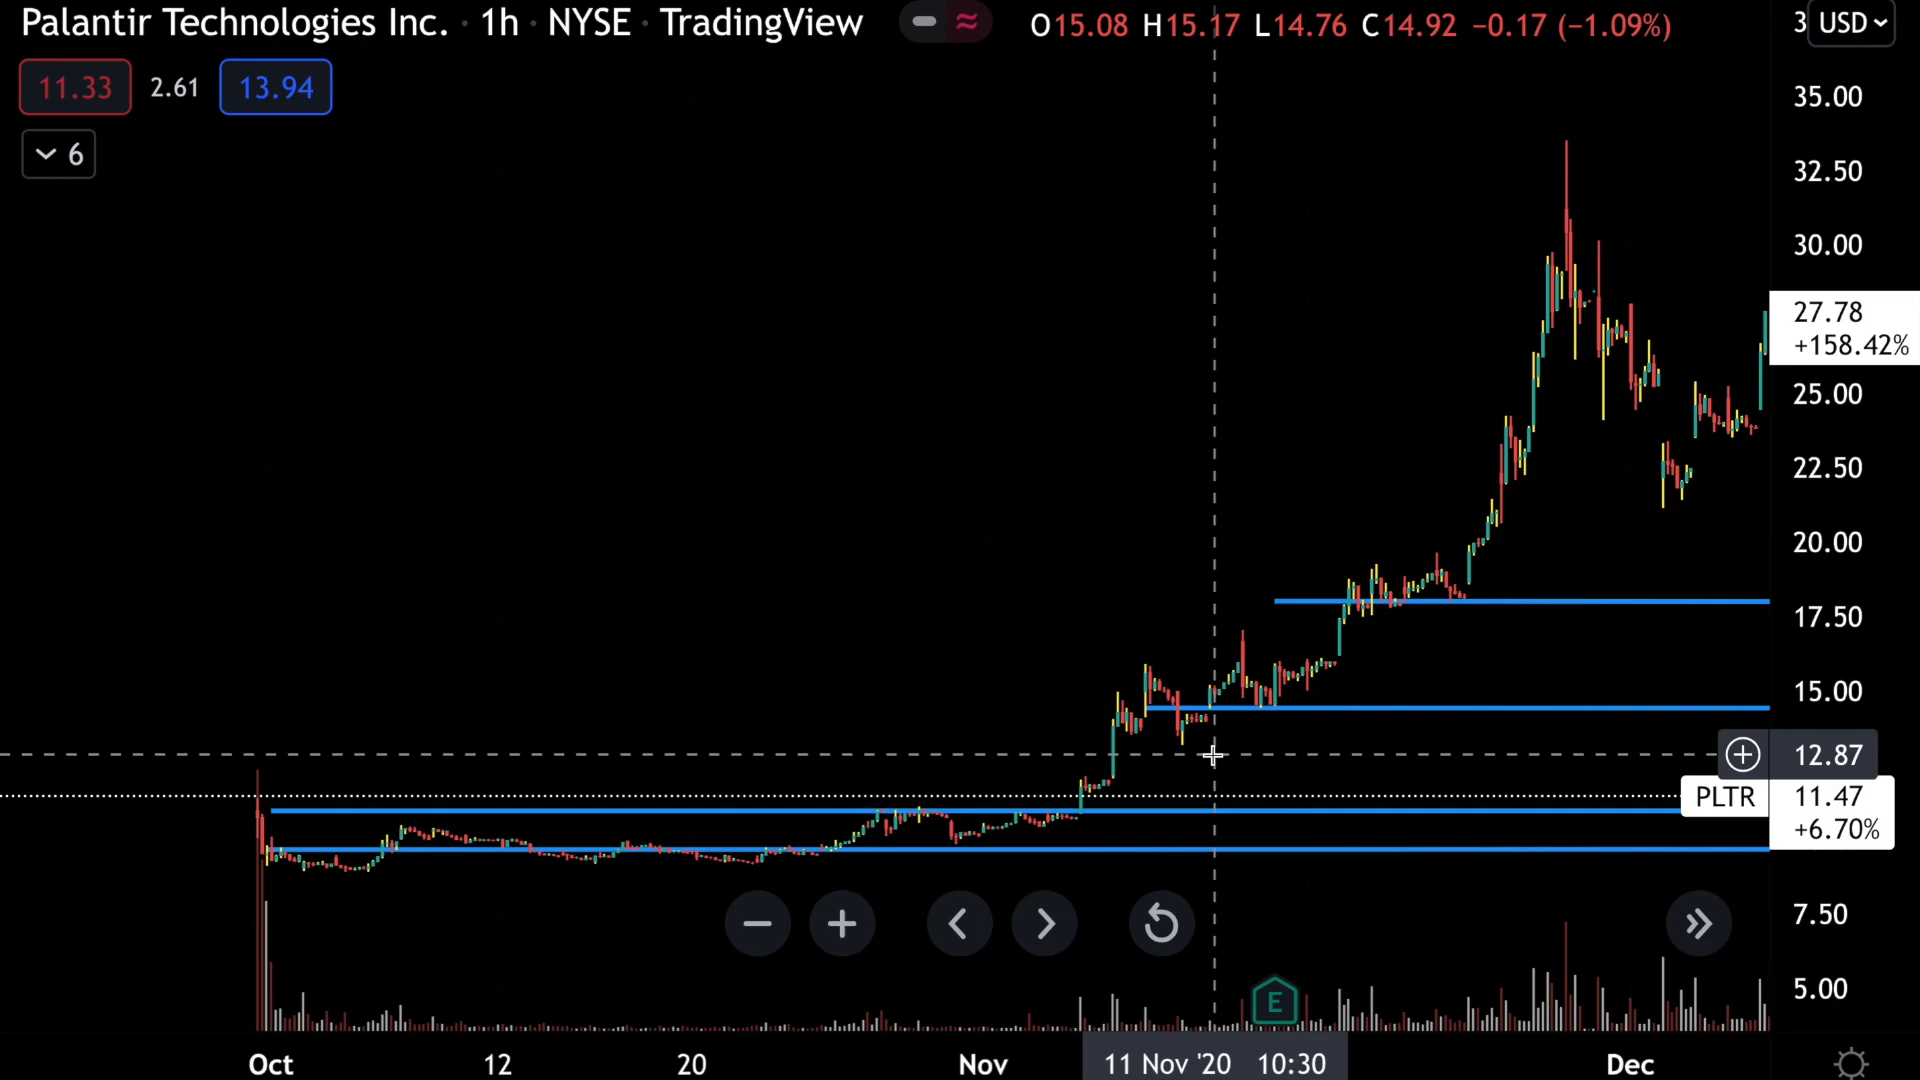 Palantir Technologies Inc. · 1h · NYSE · TradingView
O15.08 H15.17 L14.76 C14.92 −0.17 (−1.09%)
3
USD
11.33 2.61 13.94
6
35.00
32.50
30.00
27.78
+158.42%
25.00
22.50
20.00
17.50
15.00
12.87
PLTR 11.47
+6.70%
7.50
5.00
E
Oct 12 20 Nov 11 Nov '20 10:30 Dec